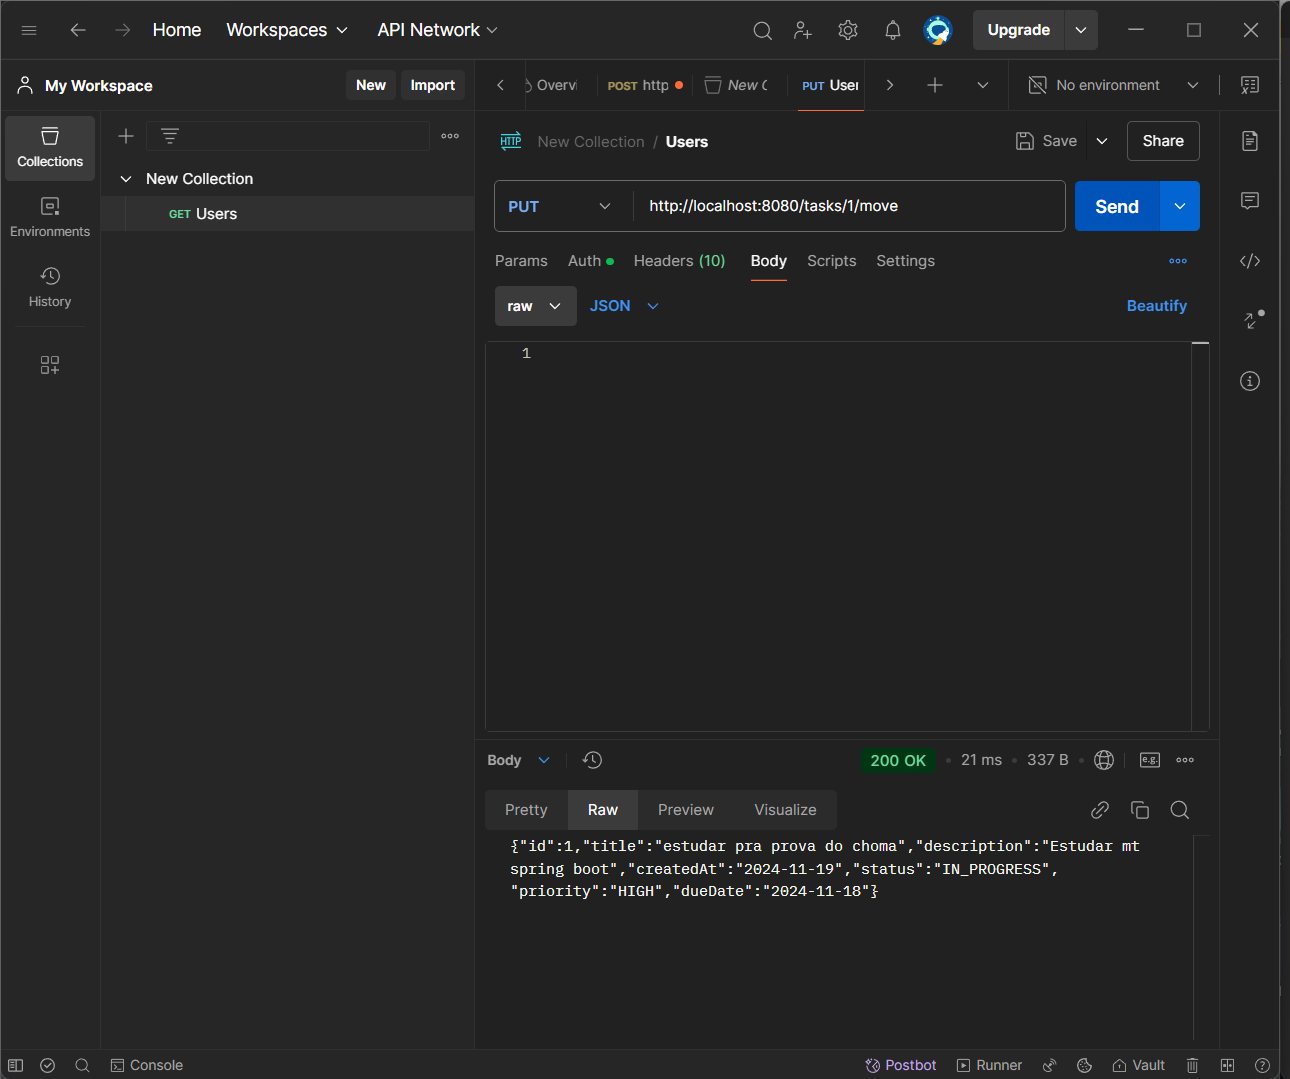 Home Workspaces API Network Upgrade
My Workspace New Import Overvi POST http New C PUT User No environment
Collections
New Collection
GET Users
Environments
History
New Collection / Users Save Share
PUT http://localhost:8080/tasks/1/move Send
Params Auth Headers (10) Body Scripts Settings
raw JSON Beautify
1
Body 200 OK 21 ms 337 B e.g.
Pretty Raw Preview Visualize
{"id":1,"title":"estudar pra prova do choma","description":"Estudar mt
spring boot","createdAt":"2024-11-19","status":"IN_PROGRESS",
"priority":"HIGH","dueDate":"2024-11-18"}
Console Postbot Runner Vault